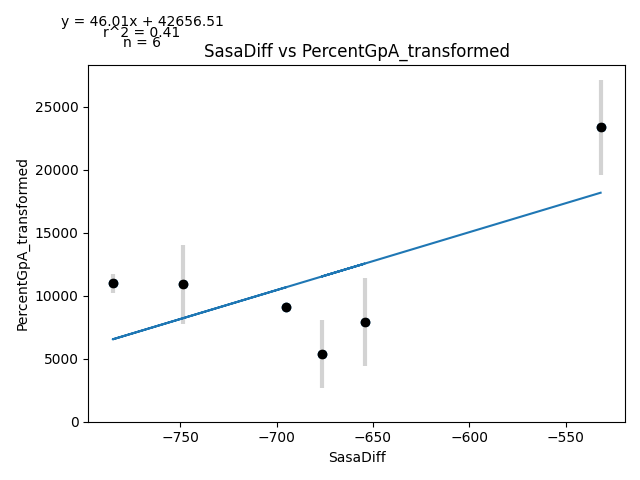 y = 46.01x + 42656.51
r^2 = 0.41
n = 6
SasaDiff vs PercentGpA_transformed
PercentGpA_transformed
25000
20000
15000
10000
5000
0
−750
−700
−650
−600
−550
SasaDiff